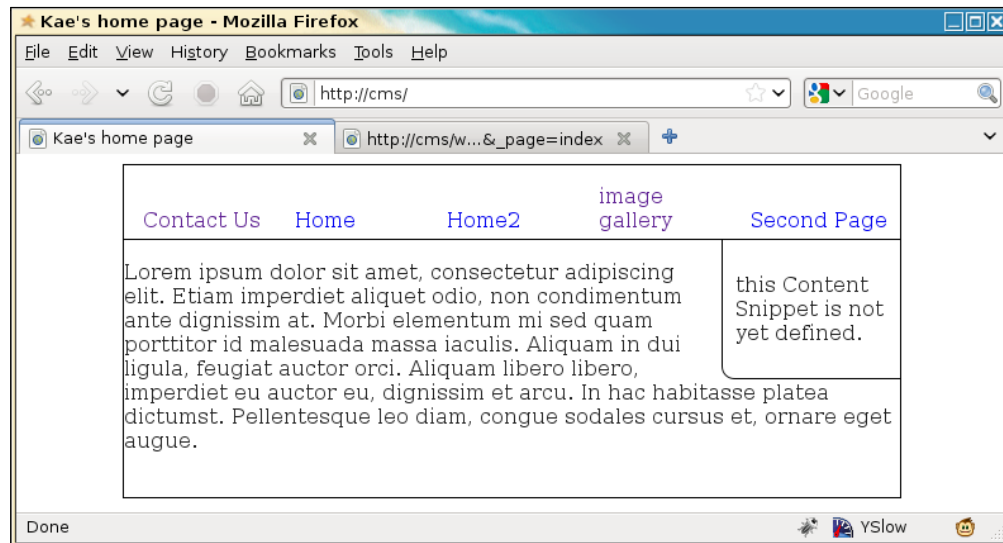 Kae's home page - Mozilla Firefox
File Edit View History Bookmarks Tools Help
http://cms/ Google
Kae's home page http://cms/w...&_page=index
image
Contact Us Home Home2 gallery Second Page
Lorem ipsum dolor sit amet, consectetur adipiscing
elit. Etiam imperdiet aliquet odio, non condimentum
ante dignissim at. Morbi elementum mi sed quam
porttitor id malesuada massa iaculis. Aliquam in dui
ligula, feugiat auctor orci. Aliquam libero libero,
imperdiet eu auctor eu, dignissim et arcu. In hac habitasse platea
dictumst. Pellentesque leo diam, congue sodales cursus et, ornare eget
augue.
this Content
Snippet is not
yet defined.
Done YSlow